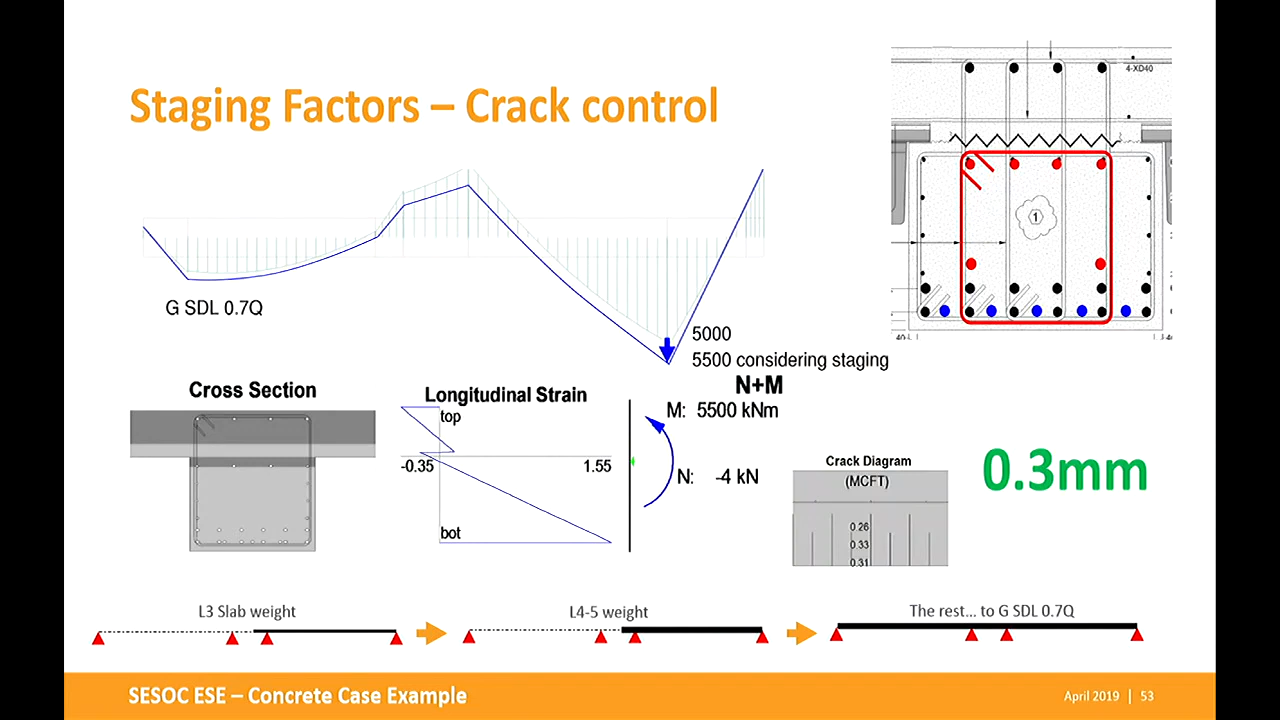 Staging Factors – Crack control
4-XD40
1
G SDL 0.7Q
5000
5500 considering staging
N+M
M: 5500 kNm
N: -4 kN
Cross Section
Longitudinal Strain
top
-0.35
1.55
bot
Crack Diagram
(MCFT)
0.26
0.33
0.31
0.3mm
L3 Slab weight
L4-5 weight
The rest... to G SDL 0.7Q
SESOC ESE – Concrete Case Example
April 2019 | 53